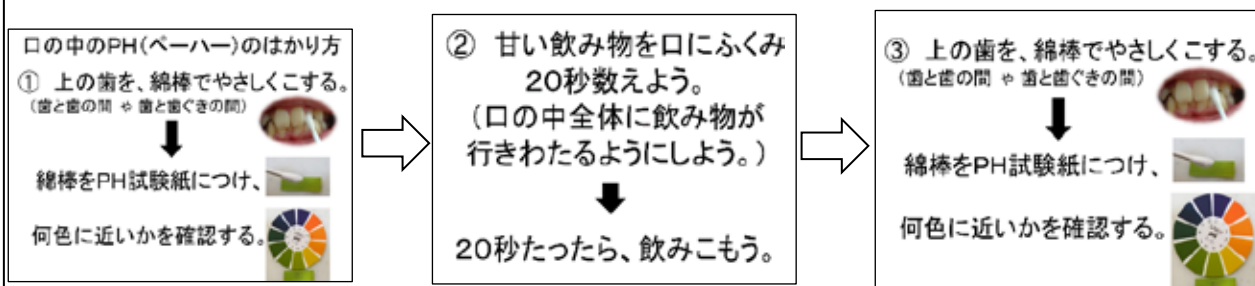 口の中のPH(ペーハー)のはかり方
① 上の歯を、綿棒でやさしくこする。
(歯と歯の間 や 歯と歯ぐきの間)
綿棒をPH試験紙につけ、
何色に近いかを確認する。
② 甘い飲み物を口にふくみ
20秒数えよう。
(口の中全体に飲み物が
行きわたるようにしよう。)
20秒たったら、飲みこもう。
③ 上の歯を、綿棒でやさしくこする。
(歯と歯の間 や 歯と歯ぐきの間)
綿棒をPH試験紙につけ、
何色に近いかを確認する。